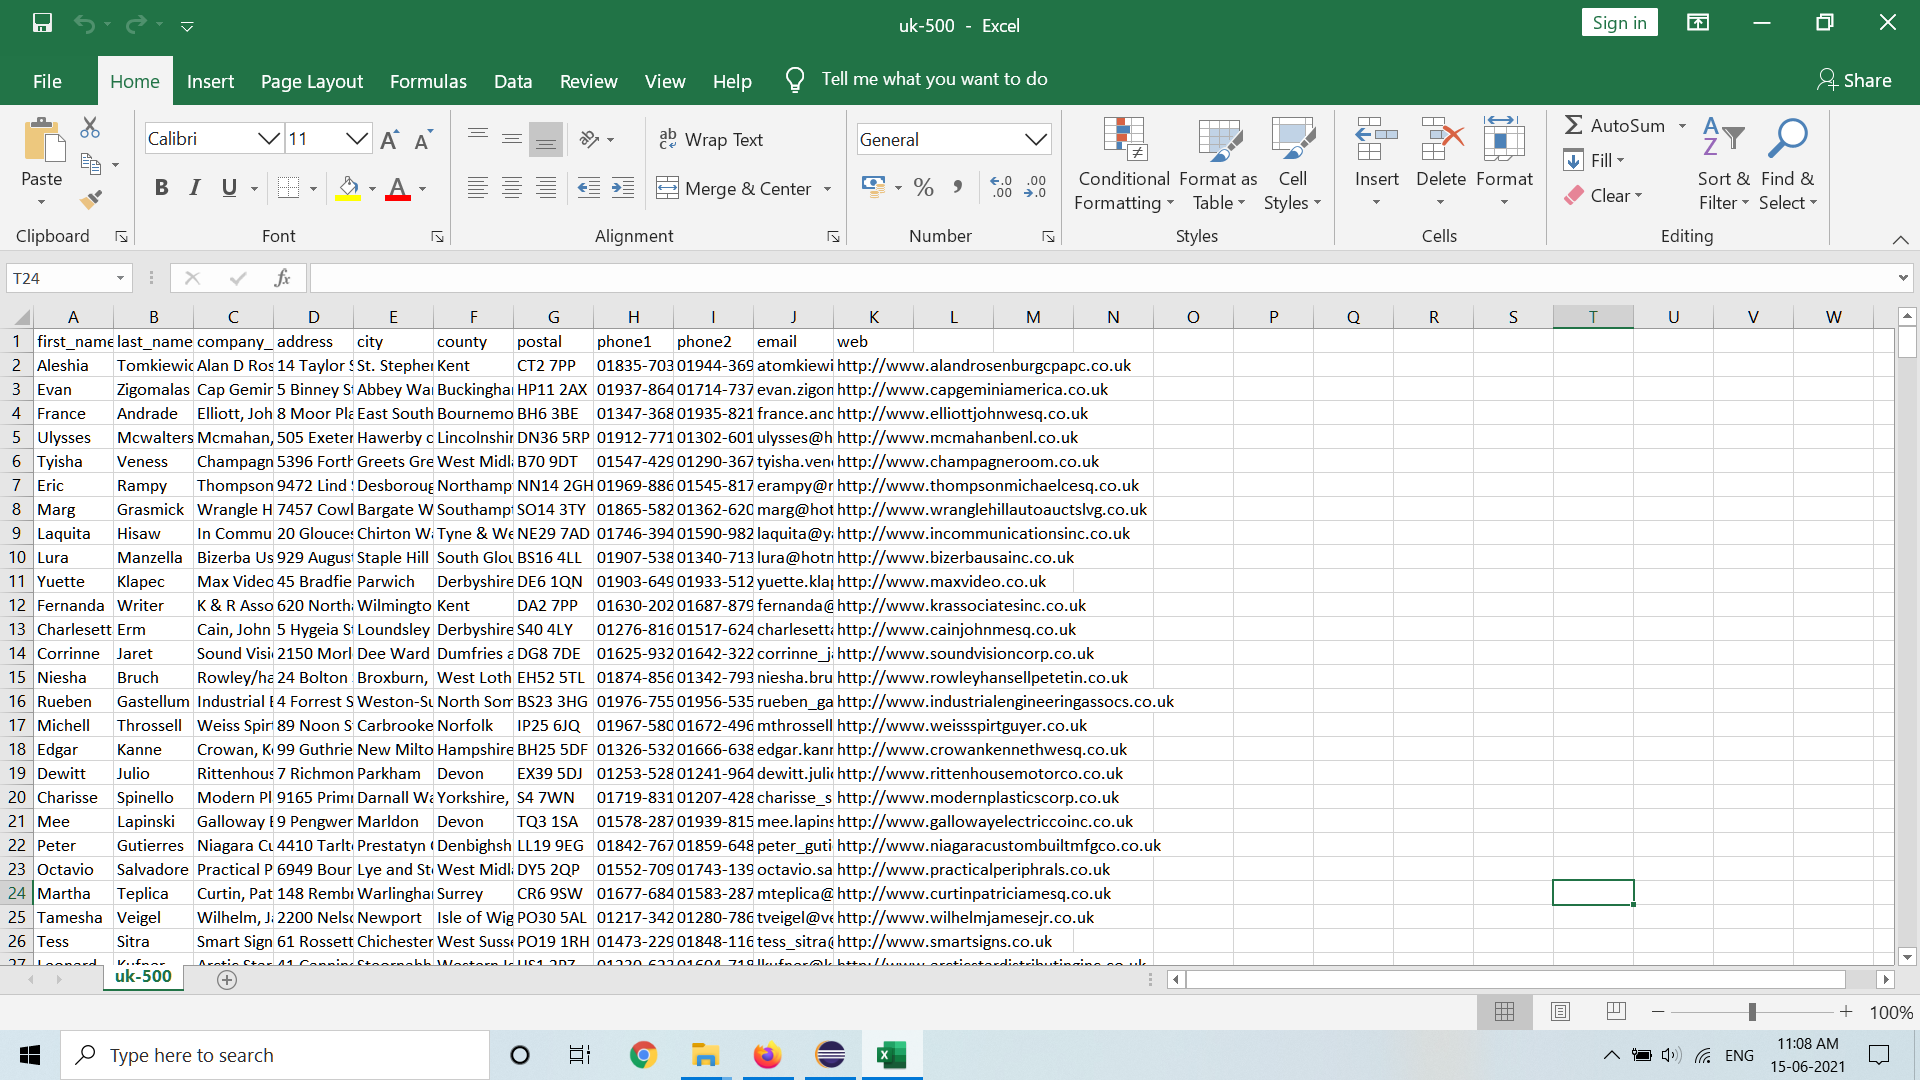 uk-500 - Excel
Sign in
File Home Insert Page Layout Formulas Data Review View Help Tell me what you want to do Share
Calibri 11 Wrap Text General AutoSum
Paste B I U Merge & Center % Conditional Formatting Format as Table Cell Styles Insert Delete Format Fill Clear Sort & Filter Find & Select
Clipboard Font Alignment Number Styles Cells Editing
T24 fx
A B C D E F G H I J K L M N O P Q R S T U V W
1 first_name last_name company_ address city county postal phone1 phone2 email web
2 Aleshia Tomkiewic Alan D Ros 14 Taylor S St. Stephen Kent CT2 7PP 01835-703 01944-369 atomkiewi http://www.alandrosenburgcpapc.co.uk
3 Evan Zigomalas Cap Gemin 5 Binney St Abbey War Buckinghar HP11 2AX 01937-864 01714-737 evan.zigon http://www.capgeminiamerica.co.uk
4 France Andrade Elliott, Joh 8 Moor Pla East South Bournemo BH6 3BE 01347-368 01935-821 france.and http://www.elliottjohnwesq.co.uk
5 Ulysses Mcwalters Mcmahan, 505 Exeter Hawerby c Lincolnshir DN36 5RP 01912-771 01302-601 ulysses@h http://www.mcmahanbenl.co.uk
6 Tyisha Veness Champagn 5396 Forth Greets Gre West Midl B70 9DT 01547-429 01290-367 tyisha.ven http://www.champagneroom.co.uk
7 Eric Rampy Thompson 9472 Lind S Desboroug Northampt NN14 2GH 01969-886 01545-817 erampy@r http://www.thompsonmichaelcesq.co.uk
8 Marg Grasmick Wrangle H 7457 Cowl Bargate W Southampt SO14 3TY 01865-582 01362-620 marg@hot http://www.wranglehillautoauctslvg.co.uk
9 Laquita Hisaw In Commu 20 Glouces Chirton Wa Tyne & We NE29 7AD 01746-394 01590-982 laquita@ya http://www.incommunicationsinc.co.uk
10 Lura Manzella Bizerba Us 929 August Staple Hill South Glou BS16 4LL 01907-538 01340-713 lura@hotn http://www.bizerbausainc.co.uk
11 Yuette Klapec Max Video 45 Bradfie Parwich Derbyshire DE6 1QN 01903-649 01933-512 yuette.klap http://www.maxvideo.co.uk
12 Fernanda Writer K & R Asso 620 North Wilmingto Kent DA2 7PP 01630-202 01687-879 fernanda@ http://www.krassociatesinc.co.uk
13 Charlesett Erm Cain, John 5 Hygeia St Loundsley Derbyshire S40 4LY 01276-816 01517-624 charlesetta http://www.cainjohnmesq.co.uk
14 Corrinne Jaret Sound Visi 2150 Morl Dee Ward Dumfries a DG8 7DE 01625-932 01642-322 corrinne_ja http://www.soundvisioncorp.co.uk
15 Niesha Bruch Rowley/ha 24 Bolton Broxburn, West Loth EH52 5TL 01874-856 01342-793 niesha.bru http://www.rowleyhansellpetetin.co.uk
16 Rueben Gastellum Industrial E 4 Forrest S Weston-Su North Som BS23 3HG 01976-755 01956-535 rueben_ga http://www.industrialengineeringassocs.co.uk
17 Michell Throssell Weiss Spirt 89 Noon St Carbrooke Norfolk IP25 6JQ 01967-580 01672-496 mthrossell http://www.weissspirtguyer.co.uk
18 Edgar Kanne Crowan, Ke 99 Guthrie New Milto Hampshire BH25 5DF 01326-532 01666-638 edgar.kann http://www.crowankennethwesq.co.uk
19 Dewitt Julio Rittenhous 7 Richmon Parkham Devon EX39 5DJ 01253-528 01241-964 dewitt.julio http://www.rittenhousemotorco.co.uk
20 Charisse Spinello Modern Pl 9165 Primr Darnall Wa Yorkshire, S4 7WN 01719-831 01207-428 charisse_s http://www.modernplasticscorp.co.uk
21 Mee Lapinski Galloway E 9 Pengwer Marldon Devon TQ3 1SA 01578-287 01939-815 mee.lapins http://www.gallowayelectriccoinc.co.uk
22 Peter Gutierres Niagara Cu 4410 Tarlt Prestatyn Denbighsh LL19 9EG 01842-767 01859-648 peter_guti http://www.niagaracustombuiltmfgco.co.uk
23 Octavio Salvadore Practical P 6949 Bour Lye and St West Midl DY5 2QP 01552-709 01743-139 octavio.sa http://www.practicalperiphrals.co.uk
24 Martha Teplica Curtin, Pat 148 Rembr Warlingha Surrey CR6 9SW 01677-684 01583-287 mteplica@ http://www.curtinpatriciamesq.co.uk
25 Tamesha Veigel Wilhelm, Ja 2200 Nelso Newport Isle of Wig PO30 5AL 01217-342 01280-786 tveigel@ve http://www.wilhelmjamesejr.co.uk
26 Tess Sitra Smart Sign 61 Rossett Chichester West Susse PO19 1RH 01473-229 01848-116 tess_sitra@ http://www.smartsigns.co.uk
uk-500
100%
Type here to search ENG 11:08 AM
15-06-2021